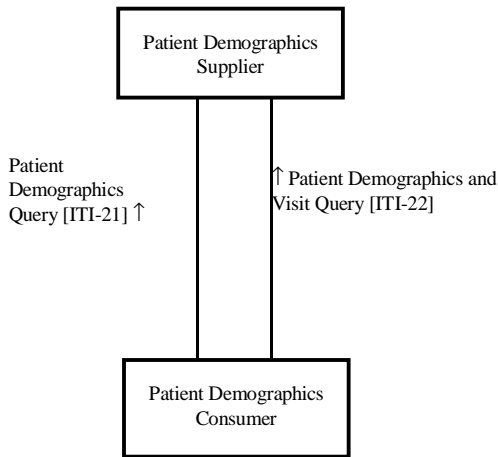 Patient Demographics
Supplier
Patient
Demographics
Query [ITI-21] ↑
↑ Patient Demographics and
Visit Query [ITI-22]
Patient Demographics
Consumer